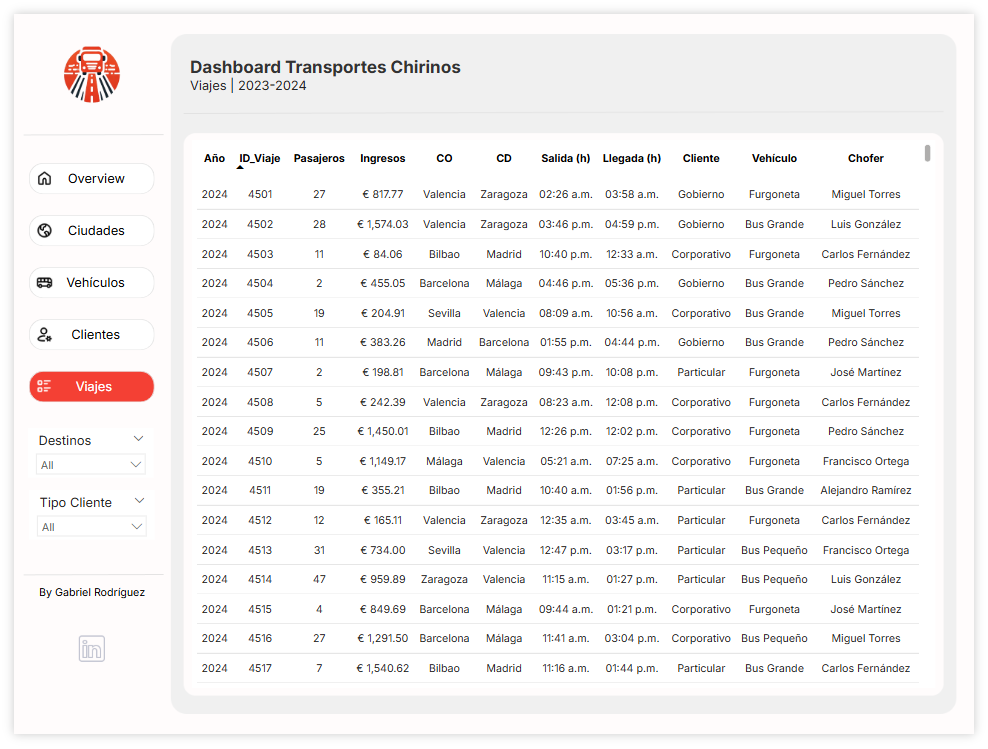 Dashboard Transportes Chirinos
Viajes | 2023-2024
Overview
Ciudades
Vehículos
Clientes
Viajes
Destinos
All
Tipo Cliente
All
By Gabriel Rodríguez
in
Año ID_Viaje Pasajeros Ingresos CO CD Salida (h) Llegada (h) Cliente Vehículo Chofer
2024 4501 27 € 817.77 Valencia Zaragoza 02:26 a.m. 03:58 a.m. Gobierno Furgoneta Miguel Torres
2024 4502 28 € 1,574.03 Valencia Zaragoza 03:46 p.m. 04:59 p.m. Gobierno Bus Grande Luis González
2024 4503 11 € 84.06 Bilbao Madrid 10:40 p.m. 12:33 a.m. Corporativo Furgoneta Carlos Fernández
2024 4504 2 € 455.05 Barcelona Málaga 04:46 p.m. 05:36 p.m. Gobierno Bus Grande Pedro Sánchez
2024 4505 19 € 204.91 Sevilla Valencia 08:09 a.m. 10:56 a.m. Corporativo Bus Grande Miguel Torres
2024 4506 11 € 383.26 Madrid Barcelona 01:55 p.m. 04:44 p.m. Gobierno Bus Grande Pedro Sánchez
2024 4507 2 € 198.81 Barcelona Málaga 09:43 p.m. 10:08 p.m. Particular Furgoneta José Martínez
2024 4508 5 € 242.39 Valencia Zaragoza 08:23 a.m. 12:08 p.m. Corporativo Furgoneta Carlos Fernández
2024 4509 25 € 1,450.01 Bilbao Madrid 12:26 p.m. 12:02 p.m. Corporativo Furgoneta Pedro Sánchez
2024 4510 5 € 1,149.17 Málaga Valencia 05:21 a.m. 07:25 a.m. Corporativo Furgoneta Francisco Ortega
2024 4511 19 € 355.21 Bilbao Madrid 10:40 a.m. 01:56 p.m. Particular Bus Grande Alejandro Ramírez
2024 4512 12 € 165.11 Valencia Zaragoza 12:35 a.m. 03:45 a.m. Particular Furgoneta Carlos Fernández
2024 4513 31 € 734.00 Sevilla Valencia 12:47 p.m. 03:17 p.m. Particular Bus Pequeño Francisco Ortega
2024 4514 47 € 959.89 Zaragoza Valencia 11:15 a.m. 01:27 p.m. Particular Bus Pequeño Luis González
2024 4515 4 € 849.69 Barcelona Málaga 09:44 a.m. 01:21 p.m. Corporativo Furgoneta José Martínez
2024 4516 27 € 1,291.50 Barcelona Málaga 11:41 a.m. 03:04 p.m. Corporativo Bus Pequeño Miguel Torres
2024 4517 7 € 1,540.62 Bilbao Madrid 11:16 a.m. 01:44 p.m. Particular Bus Grande Carlos Fernández